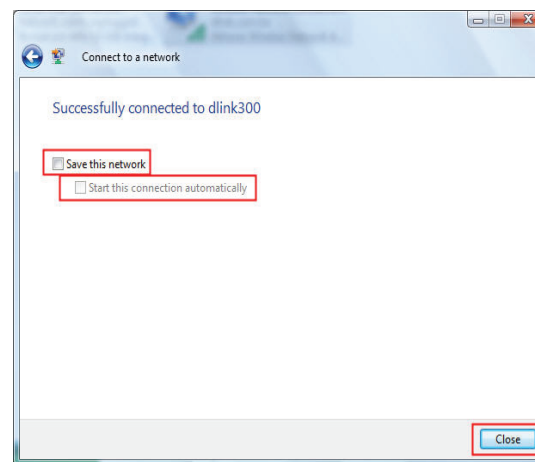 Connect to a network
Successfully connected to dlink300
Save this network
Start this connection automatically
Close